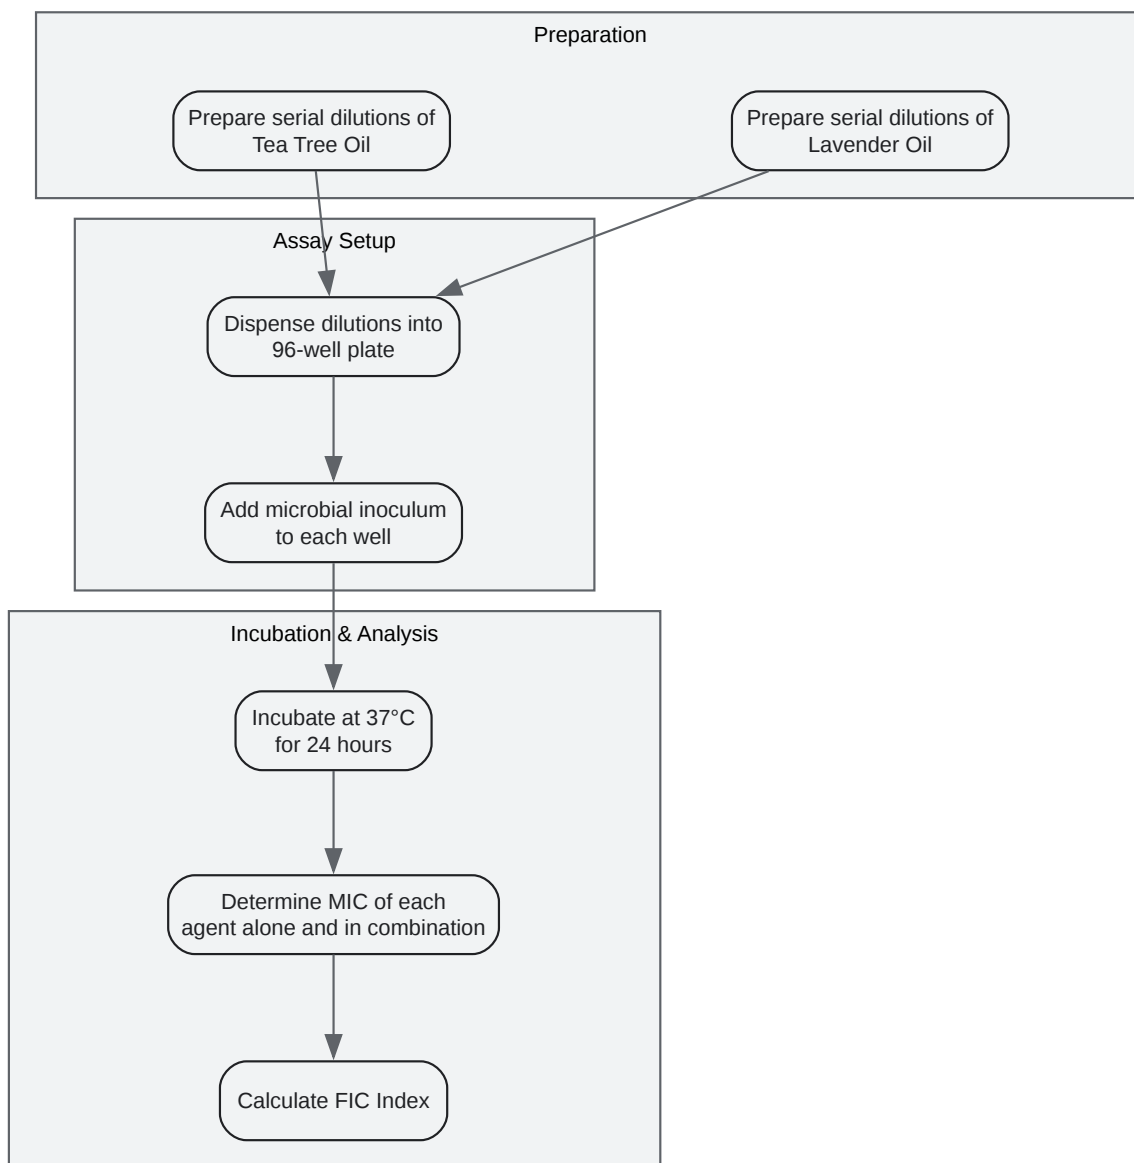 Preparation
Prepare serial dilutions of
Tea Tree Oil
Prepare serial dilutions of
Lavender Oil
Assay Setup
Dispense dilutions into
96-well plate
Add microbial inoculum
to each well
Incubation & Analysis
Incubate at 37°C
for 24 hours
Determine MIC of each
agent alone and in combination
Calculate FIC Index